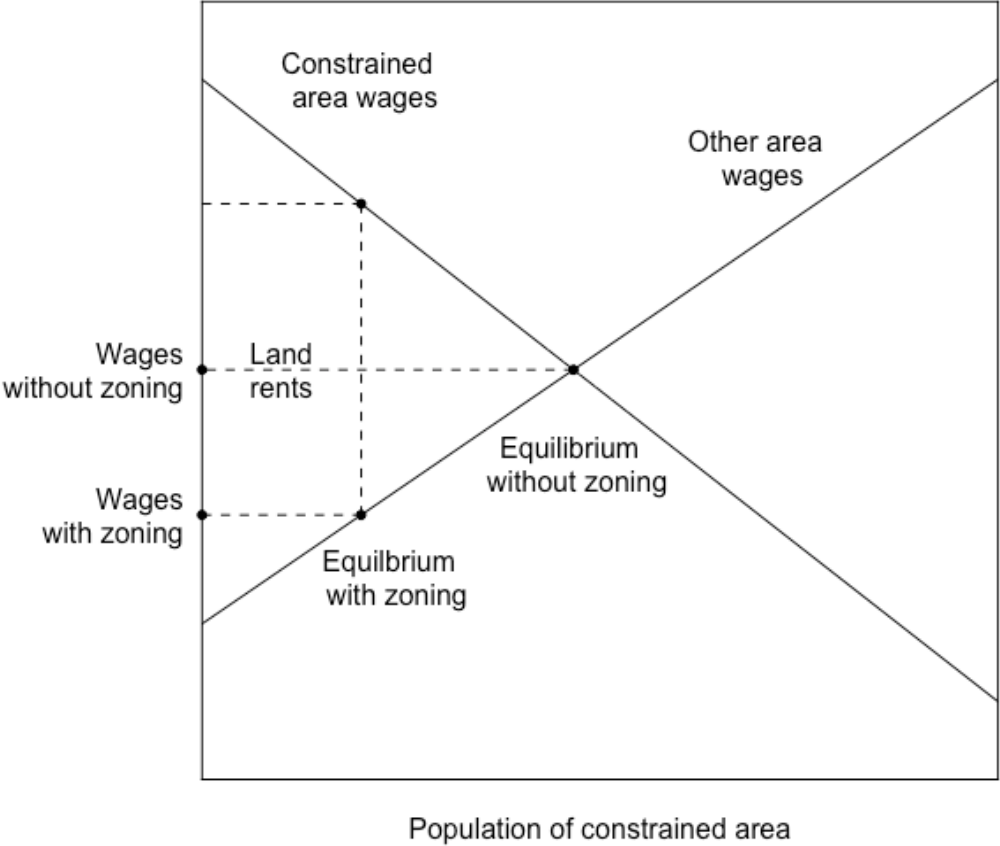 Constrained
area wages
Other area
wages
Wages
without zoning
Land
rents
Equilibrium
without zoning
Wages
with zoning
Equilbrium
with zoning
Population of constrained area